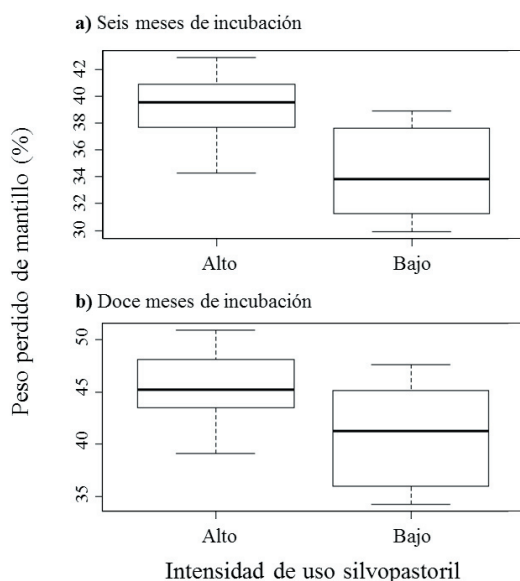 a) Seis meses de incubación
Peso perdido de mantillo (%)
42
40
38
36
34
32
30
Alto Bajo
b) Doce meses de incubación
50
45
40
35
Alto Bajo
Intensidad de uso silvopastoril